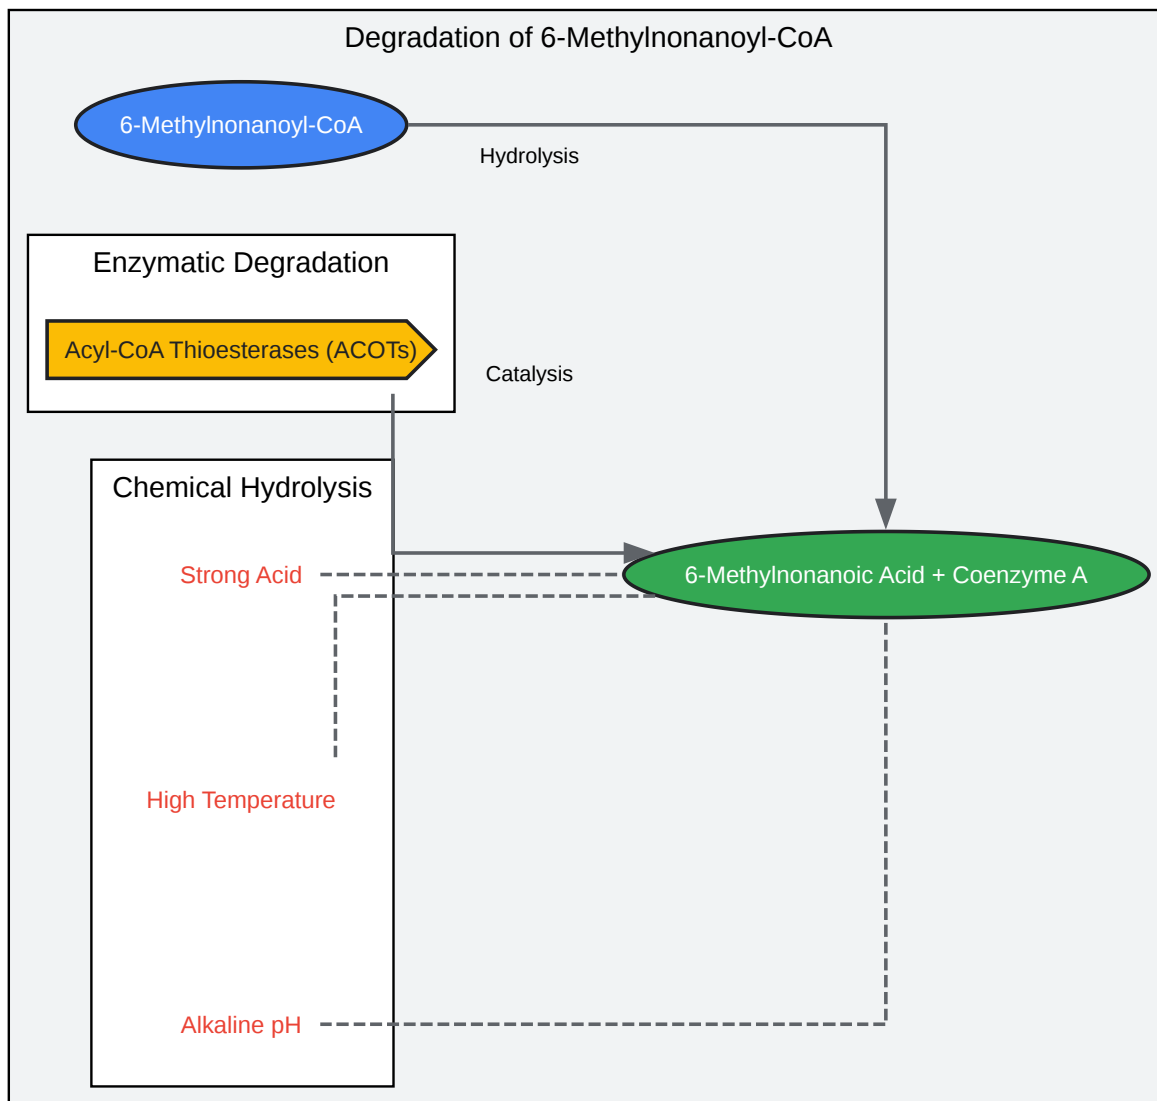 Degradation of 6-Methylnonanoyl-CoA
6-Methylnonanoyl-CoA
Hydrolysis
Enzymatic Degradation
Acyl-CoA Thioesterases (ACOTs)
Catalysis
Chemical Hydrolysis
Strong Acid
6-Methylnonanoic Acid + Coenzyme A
High Temperature
Alkaline pH